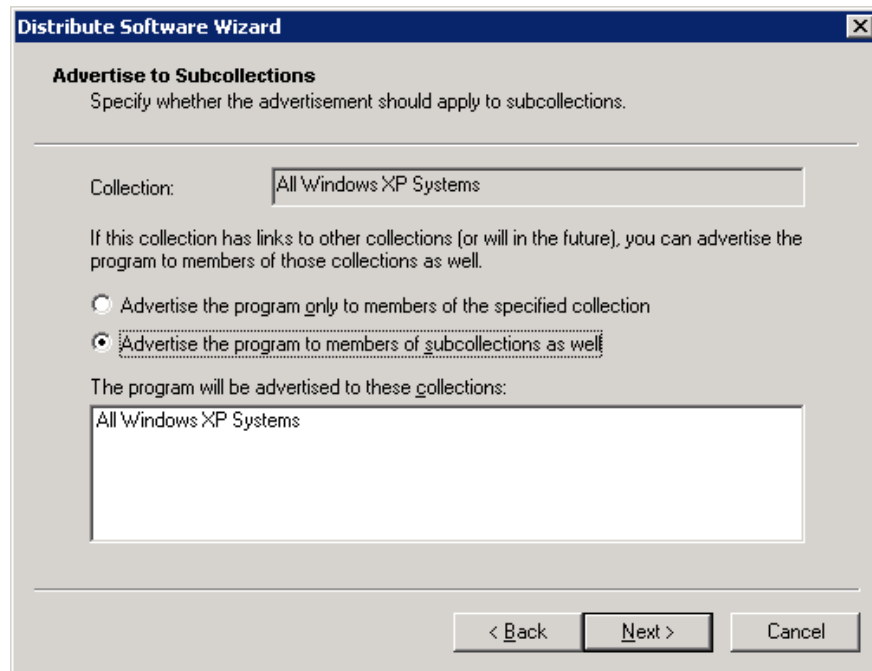 Distribute Software Wizard
Advertise to Subcollections
Specify whether the advertisement should apply to subcollections.
Collection: All Windows XP Systems
If this collection has links to other collections (or will in the future), you can advertise the
program to members of those collections as well.
Advertise the program only to members of the specified collection
Advertise the program to members of subcollections as well
The program will be advertised to these collections:
All Windows XP Systems
< Back Next > Cancel